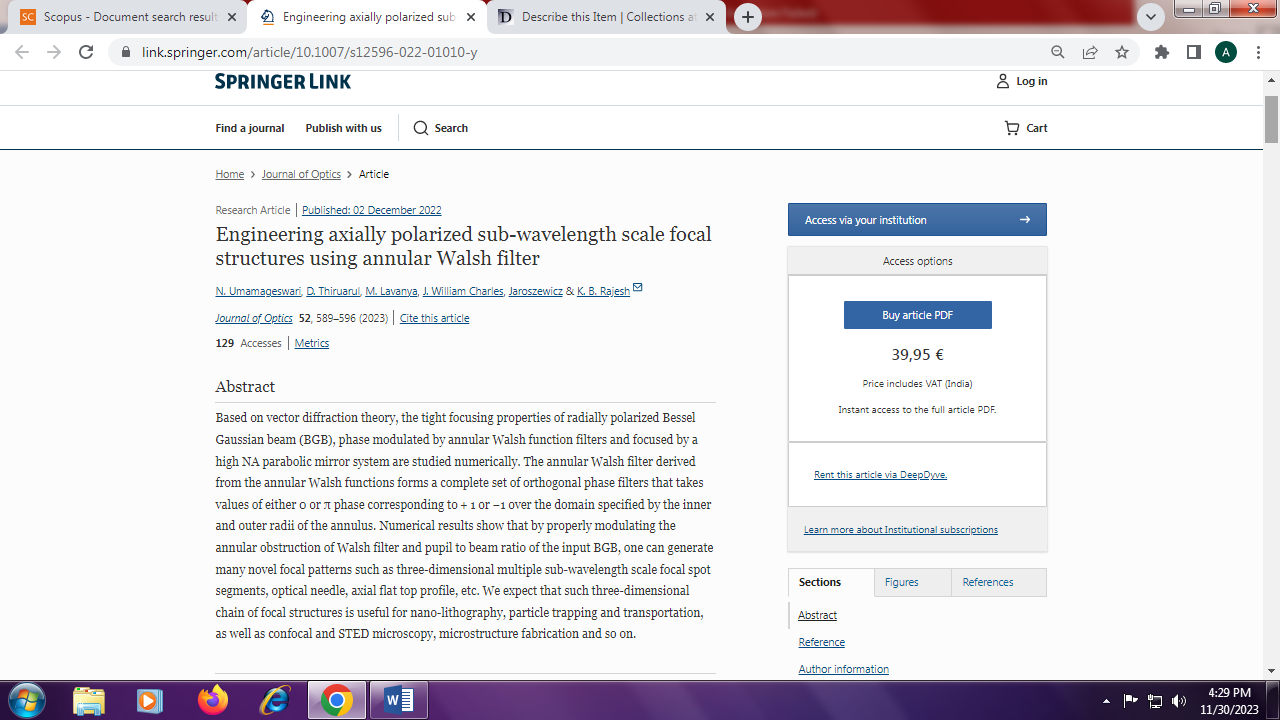 Scopus - Document search result
Engineering axially polarized sub
Describe this Item | Collections a
link.springer.com/article/10.1007/s12596-022-01010-y
A
SPRINGER LINK
Log in
Find a journal
Publish with us
Search
Cart
Home > Journal of Optics > Article
Research Article | Published: 02 December 2022
Engineering axially polarized sub-wavelength scale focal
structures using annular Walsh filter
N. Umamageswari, D. Thiruarul, M. Lavanya, J. William Charles, Jaroszewicz & K. B. Rajesh
Journal of Optics 52, 589–596 (2023) | Cite this article
129 Accesses | Metrics
Abstract
Based on vector diffraction theory, the tight focusing properties of radially polarized Bessel
Gaussian beam (BGB), phase modulated by annular Walsh function filters and focused by a
high NA parabolic mirror system are studied numerically. The annular Walsh filter derived
from the annular Walsh functions forms a complete set of orthogonal phase filters that takes
values of either 0 or π phase corresponding to + 1 or −1 over the domain specified by the inner
and outer radii of the annulus. Numerical results show that by properly modulating the
annular obstruction of Walsh filter and pupil to beam ratio of the input BGB, one can generate
many novel focal patterns such as three-dimensional multiple sub-wavelength scale focal spot
segments, optical needle, axial flat top profile, etc. We expect that such three-dimensional
chain of focal structures is useful for nano-lithography, particle trapping and transportation,
as well as confocal and STED microscopy, microstructure fabrication and so on.
Access via your institution →
Access options
Buy article PDF
39,95 €
Price includes VAT (India)
Instant access to the full article PDF.
Rent this article via DeepDyve.
Learn more about Institutional subscriptions
Sections
Figures
References
Abstract
Reference
Author information
4:29 PM
11/30/2023